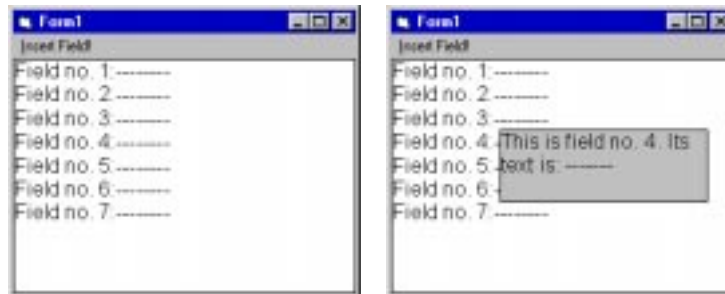 Form1
Insert Field!
Field no. 1:---------
Field no. 2:---------
Field no. 3:---------
Field no. 4:---------
Field no. 5:---------
Field no. 6:---------
Field no. 7:---------
Form1
Insert Field!
Field no. 1:---------
Field no. 2:---------
Field no. 3:---------
Field no. 4:-
This is field no. 4. Its
Field no. 5:-
text is: --------
Field no. 6:-
Field no. 7:---------